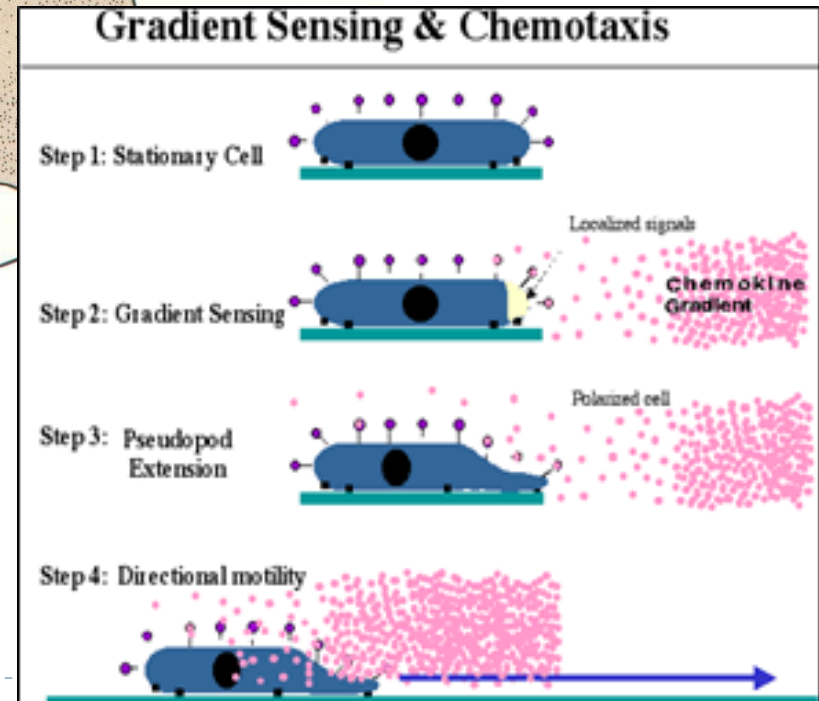 Gradient Sensing & Chemotaxis
Step 1: Stationary Cell
Localized signals
Chemokine
Gradient
Step 2: Gradient Sensing
Polarized cell
Step 3: Pseudopod
Extension
Step 4: Directional motility